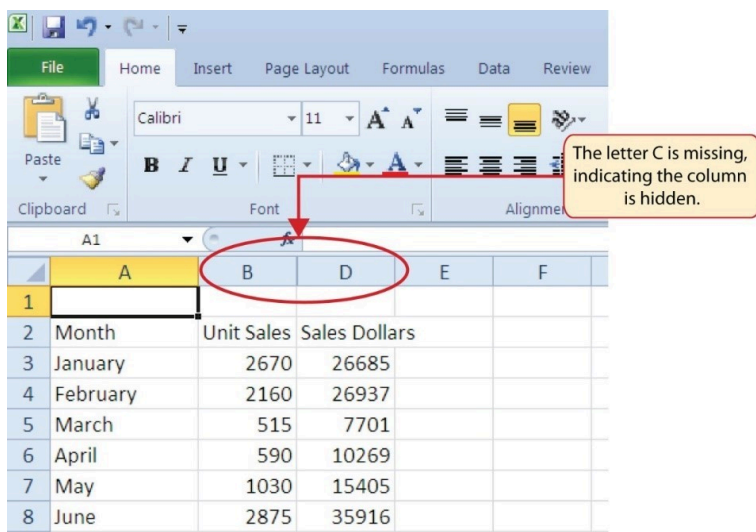 File Home Insert Page Layout Formulas Data Review
Calibri 11 A A
Paste
B I U A
Clipboard Font Alignme
The letter C is missing,
indicating the column
is hidden.
A1 fx
A B D E F
1
2 Month Unit Sales Sales Dollars
3 January 2670 26685
4 February 2160 26937
5 March 515 7701
6 April 590 10269
7 May 1030 15405
8 June 2875 35916